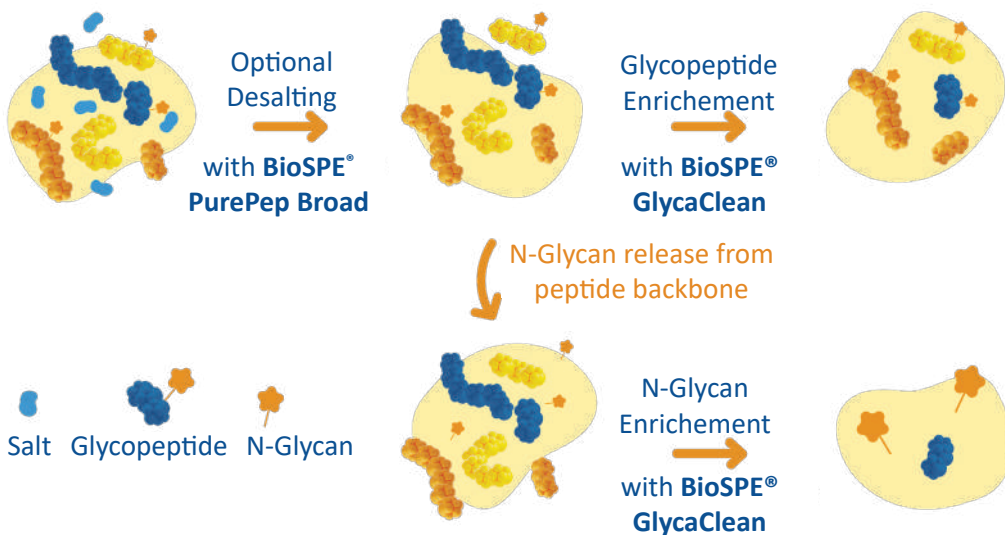 Optional
Desalting
with BioSPE®
PurePep Broad
Glycopeptide
Enrichement
with BioSPE®
GlycaClean
N-Glycan release from
peptide backbone
Salt
Glycopeptide
N-Glycan
N-Glycan
Enrichement
with BioSPE®
GlycaClean